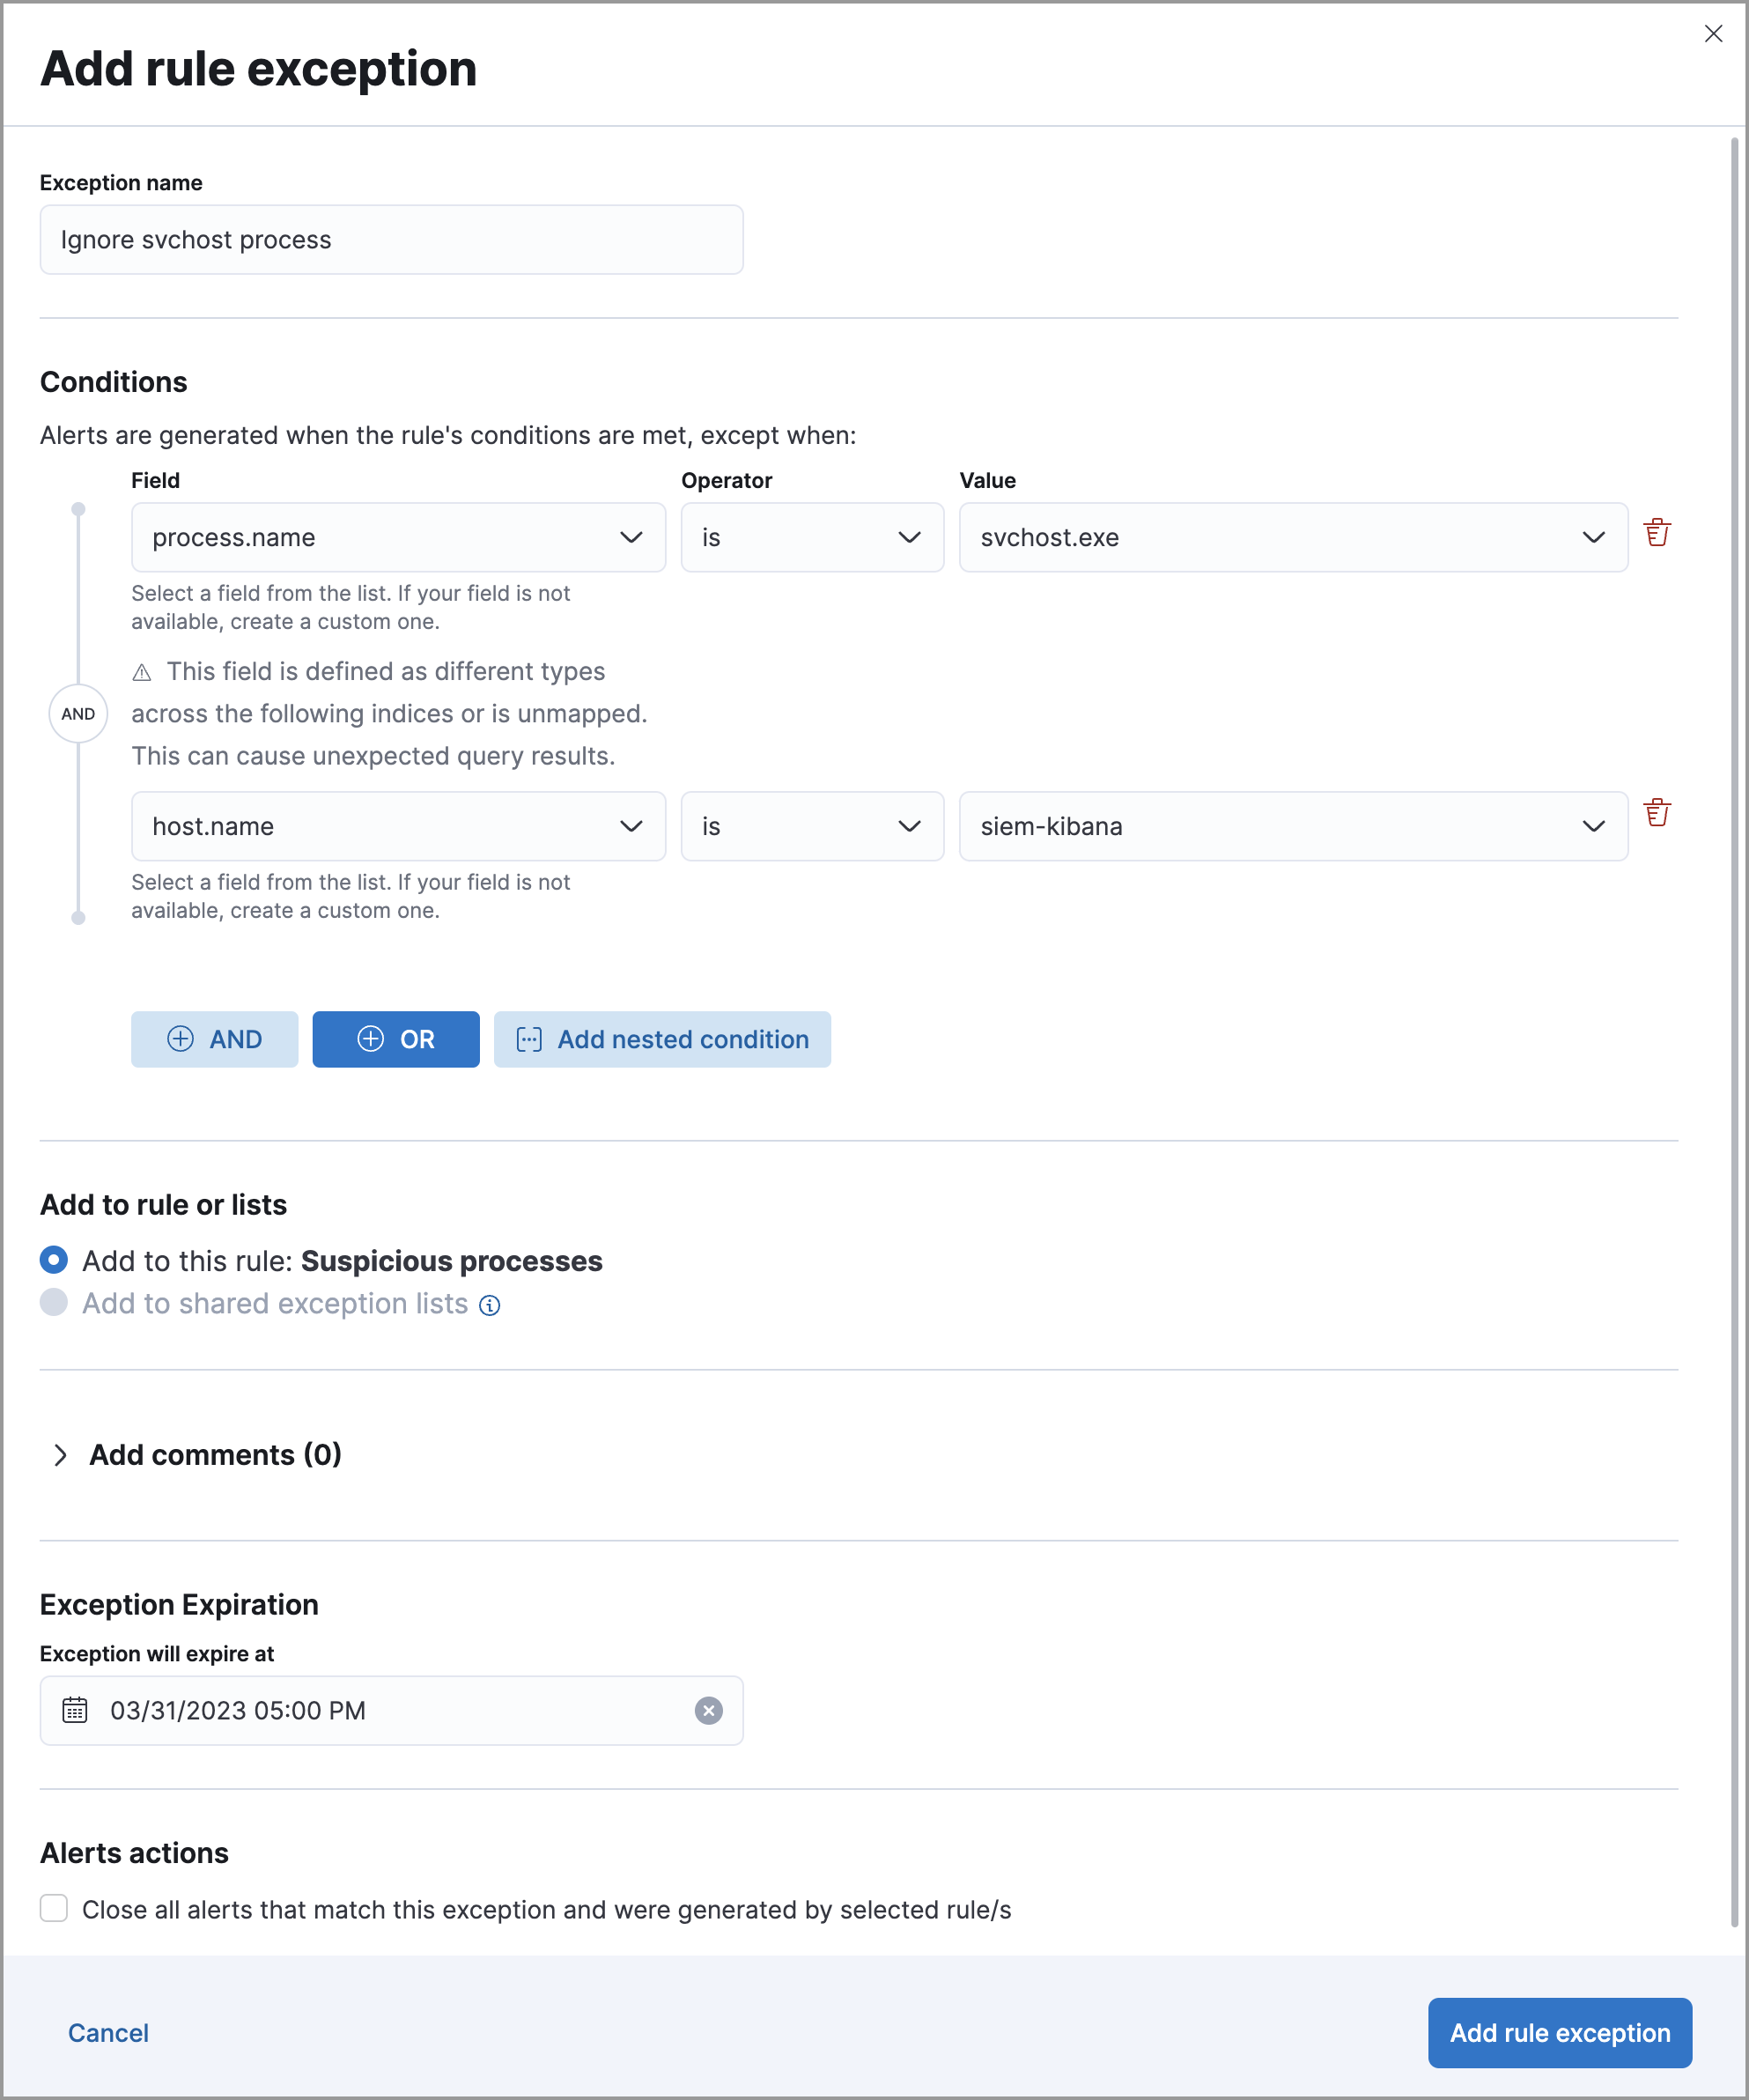 Add rule exception
Exception name
Ignore svchost process
Conditions
Alerts are generated when the rule's conditions are met, except when:
Field Operator Value
process.name is svchost.exe
Select a field from the list. If your field is not
available, create a custom one.
This field is defined as different types
across the following indices or is unmapped.
This can cause unexpected query results.
AND
host.name is siem-kibana
Select a field from the list. If your field is not
available, create a custom one.
AND OR Add nested condition
Add to rule or lists
Add to this rule: Suspicious processes
Add to shared exception lists
Add comments (0)
Exception Expiration
Exception will expire at
03/31/2023 05:00 PM
Alerts actions
Close all alerts that match this exception and were generated by selected rule/s
Cancel Add rule exception